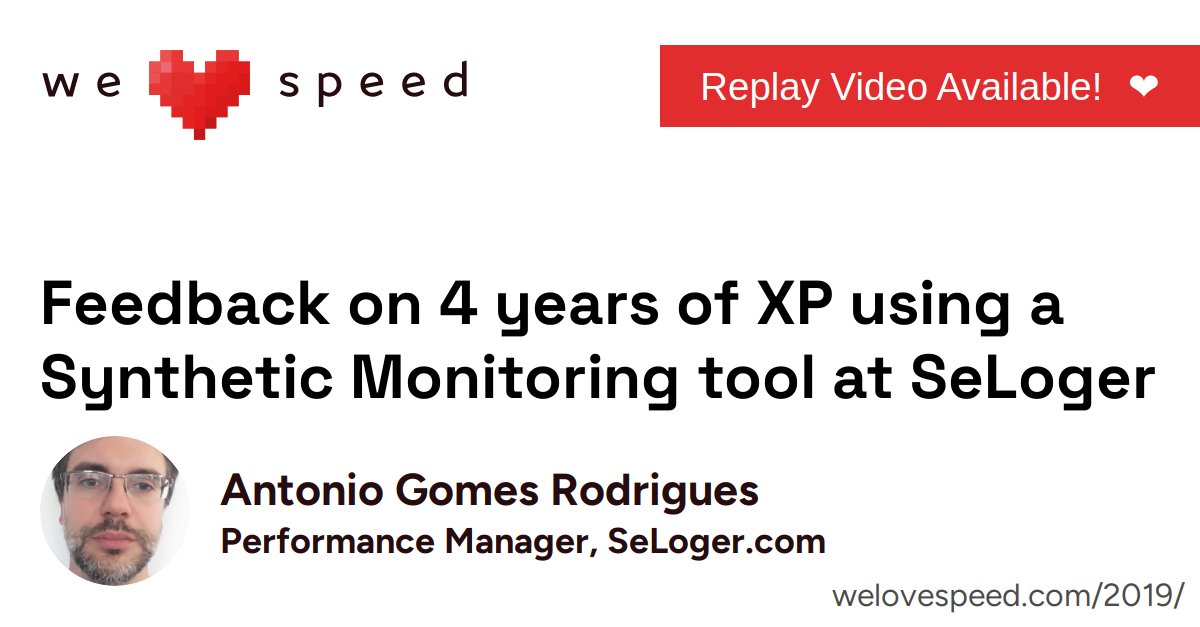 we ❤ speed
Replay Video Available! ❤
Feedback on 4 years of XP using a
Synthetic Monitoring tool at SeLoger
Antonio Gomes Rodrigues
Performance Manager, SeLoger.com
welovespeed.com/2019/